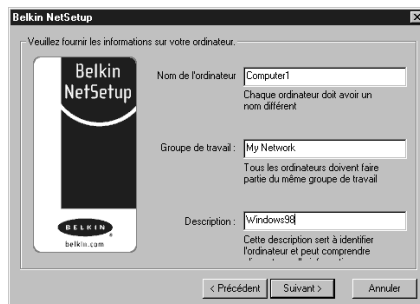 Belkin NetSetup
Veuillez fournir les informations sur votre ordinateur.
Belkin
NetSetup
BELKIN
belkin.com
Nom de l'ordinateur
Computer1
Chaque ordinateur doit avoir un
nom différent
Groupe de travail :
My Network
Tous les ordinateurs doivent faire
partie du même groupe de travail
Description :
Windows98
Cette description sert à identifier
l'ordinateur et peut comprendre
< Précédent
Suivant >
Annuler